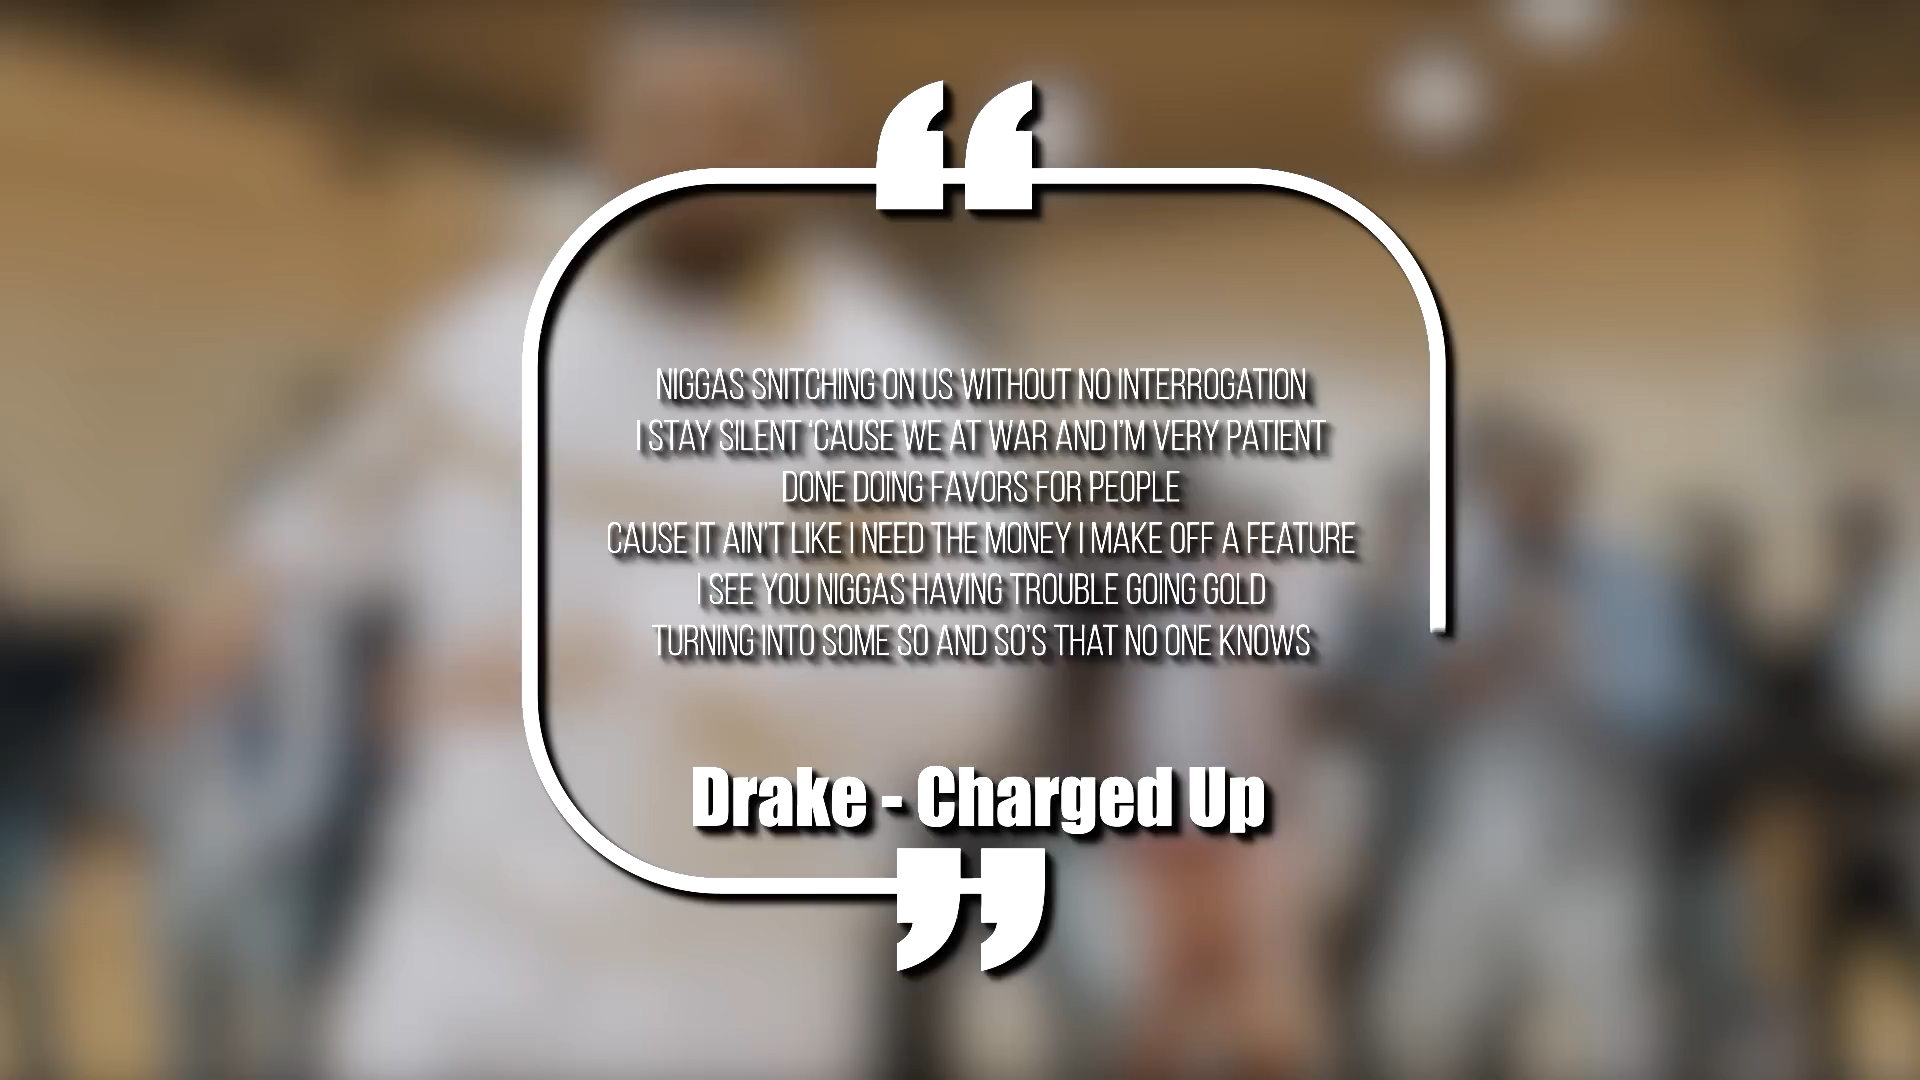 NIGGAS SNITCHING ON US WITHOUT NO INTERROGATION
I STAY SILENT ‘CAUSE WE AT WAR AND I’M VERY PATIENT
DONE DOING FAVORS FOR PEOPLE
CAUSE IT AIN’T LIKE I NEED THE MONEY I MAKE OFF A FEATURE
I SEE YOU NIGGAS HAVING TROUBLE GOING GOLD
TURNING INTO SOME SO AND SO’S THAT NO ONE KNOWS
Drake - Charged Up